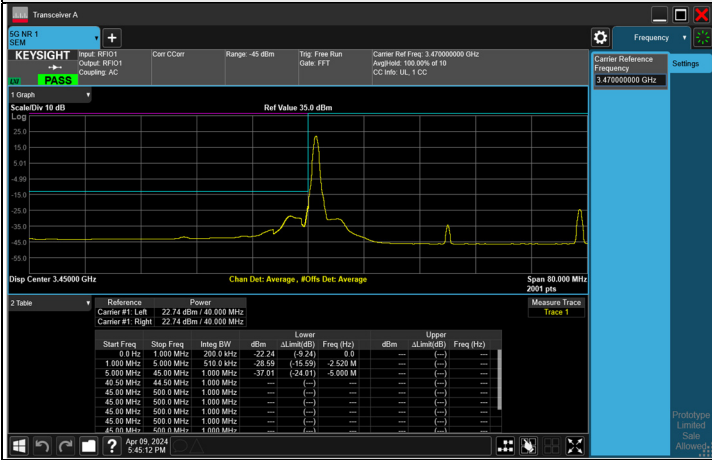 Transceiver A
5G NR 1
SEM
Frequency
KEYSIGHT
PASS
Input: RFIO1
Output: RFIO1
Coupling: AC
Corr CCorr
Range: -45 dBm
Trig: Free Run
Gate: FFT
Carrier Ref Freq: 3.470000000 GHz
Avg|Hold: 100.00% of 10
CC Info: UL, 1 CC
Carrier Reference
Frequency
3.470000000 GHz
Settings
1 Graph
Scale/Div 10 dB
Ref Value 35.0 dBm
Log
25.0
15.0
5.01
-4.99
-15.0
-25.0
-35.0
-45.0
-55.0
Disp Center 3.45000 GHz
Chan Det: Average , #Offs Det: Average
Span 80.000 MHz
2001 pts
2 Table
Reference Power
Carrier #1: Left 22.74 dBm / 40.000 MHz
Carrier #1: Right 22.74 dBm / 40.000 MHz
Measure Trace
Trace 1
Lower Upper
Start Freq Stop Freq Integ BW dBm ΔLimit(dB) Freq (Hz) dBm ΔLimit(dB) Freq (Hz)
0.0 Hz 1.000 MHz 200.0 kHz -22.24 (-9.24) 0.0 --- (---) ---
1.000 MHz 5.000 MHz 510.0 kHz -28.59 (-15.59) -2.520 M --- (---) ---
5.000 MHz 45.00 MHz 1.000 MHz -37.01 (-24.01) -5.000 M --- (---) ---
40.50 MHz 44.50 MHz 1.000 MHz --- (---) --- --- (---) ---
45.00 MHz 500.0 MHz 1.000 MHz --- (---) --- --- (---) ---
45.00 MHz 500.0 MHz 1.000 MHz --- (---) --- --- (---) ---
45.00 MHz 500.0 MHz 1.000 MHz --- (---) --- --- (---) ---
45.00 MHz 500.0 MHz 1.000 MHz --- (---) --- --- (---) ---
45.00 MHz 500.0 MHz 1.000 MHz --- (---) --- --- (---) ---
Apr 09, 2024
5:45:12 PM
Prototype
Limited
Sale
Allowed